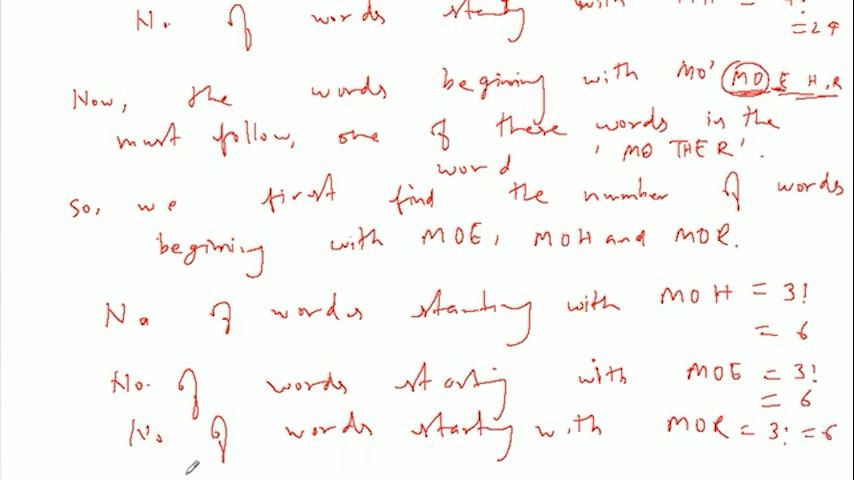 No. of words starting with
= 24
Now, the words begining with MO' MOE H, R
must follow, one of these words is the
word 'MOTHER'.
So, we first find the number of words
begining with MOE, MOH and MOR.
No of words starting with MOH = 3!
= 6
No. of words starting with MOE = 3!
= 6
No. of words starting with MOR = 3! = 6